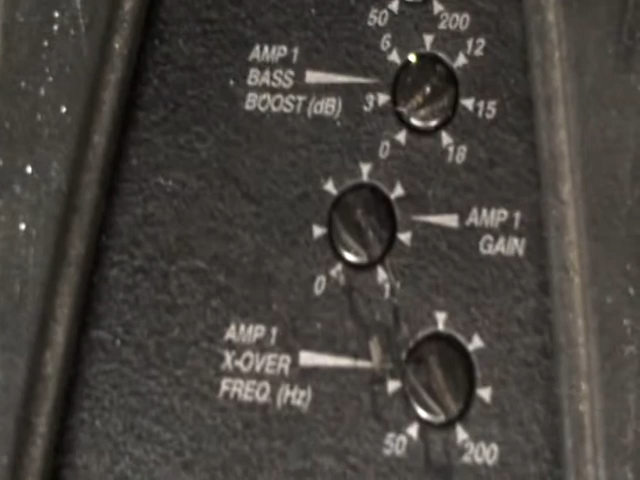 50 200
6 12
AMP 1
BASS
BOOST (dB)
3 15
0 18
AMP 1
GAIN
0 1
AMP 1
X-OVER
FREQ. (Hz)
50 200